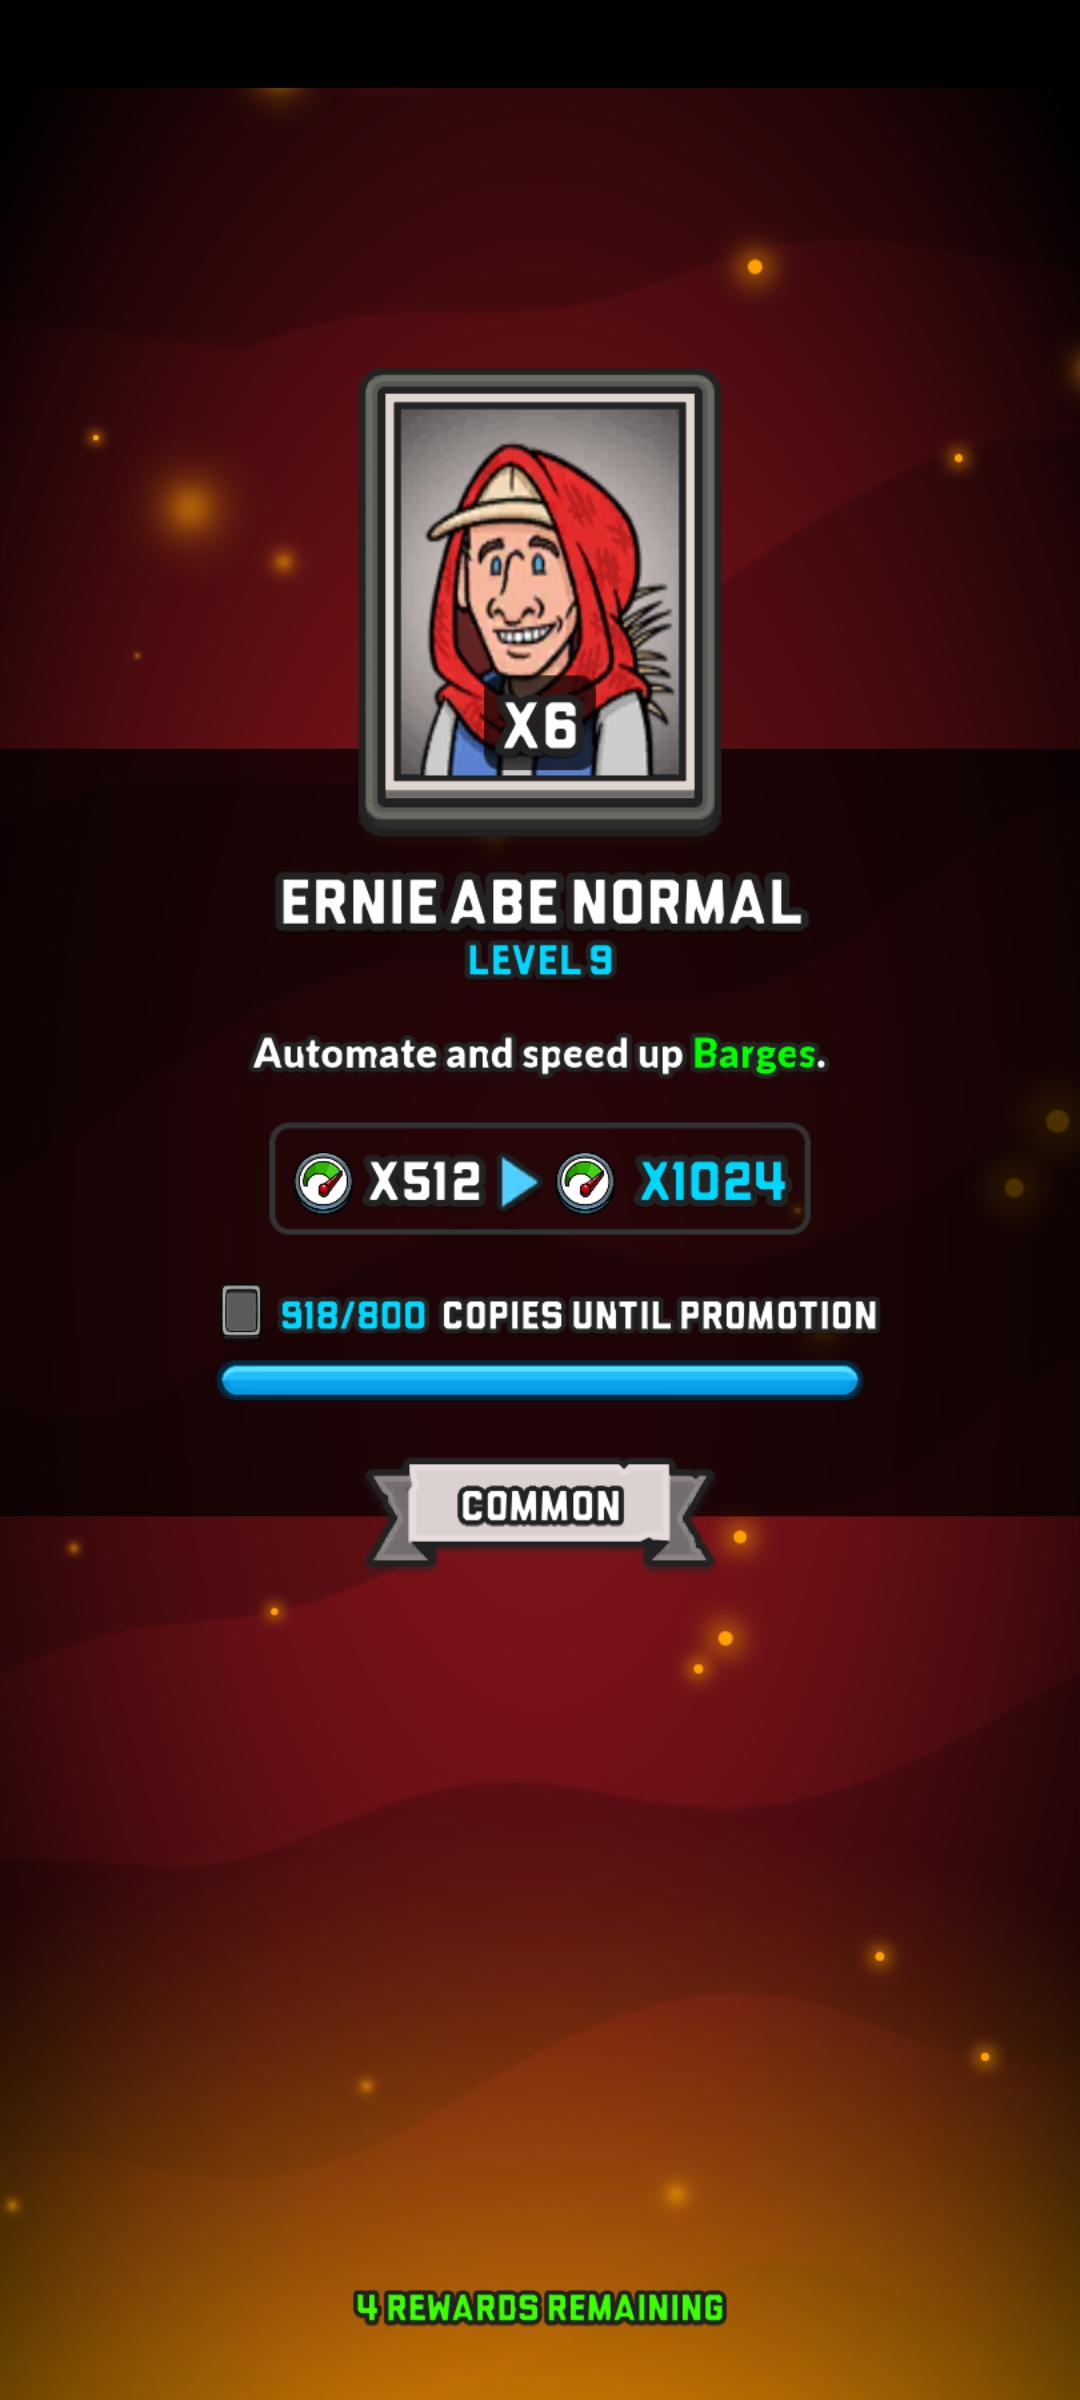 X6
ERNIE ABE NORMAL
LEVEL 9
Automate and speed up Barges.
X512 X1024
918/800 COPIES UNTIL PROMOTION
COMMON
4 REWARDS REMAINING